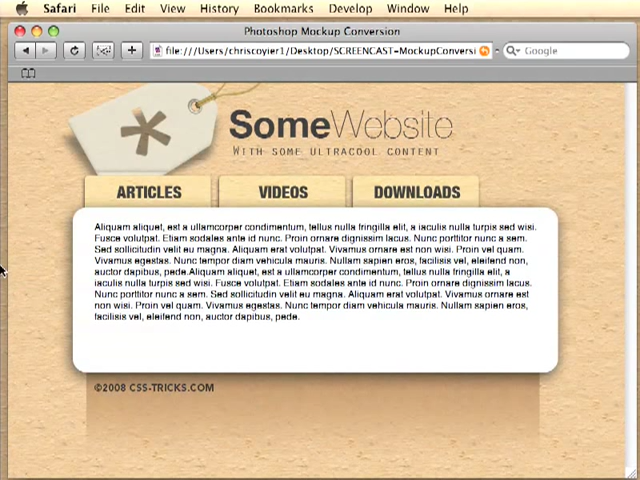 Safari File Edit View History Bookmarks Develop Window Help
Photoshop Mockup Conversion
file:///Users/chriscoyier1/Desktop/SCREENCAST=MockupConversi
Google
SomeWebsite
With some ultracool content
ARTICLES VIDEOS DOWNLOADS
Aliquam aliquet, est a ullamcorper condimentum, tellus nulla fringilla elit, a iaculis nulla turpis sed wisi.
Fusce volutpat. Etiam sodales ante id nunc. Proin ornare dignissim lacus. Nunc porttitor nunc a sem.
Sed sollicitudin velit eu magna. Aliquam erat volutpat. Vivamus ornare est non wisi. Proin vel quam.
Vivamus egestas. Nunc tempor diam vehicula mauris. Nullam sapien eros, facilisis vel, eleifend non,
auctor dapibus, pede.Aliquam aliquet, est a ullamcorper condimentum, tellus nulla fringilla elit, a
iaculis nulla turpis sed wisi. Fusce volutpat. Etiam sodales ante id nunc. Proin ornare dignissim lacus.
Nunc porttitor nunc a sem. Sed sollicitudin velit eu magna. Aliquam erat volutpat. Vivamus ornare est
non wisi. Proin vel quam. Vivamus egestas. Nunc tempor diam vehicula mauris. Nullam sapien eros,
facilisis vel, eleifend non, auctor dapibus, pede.
©2008 CSS-TRICKS.COM